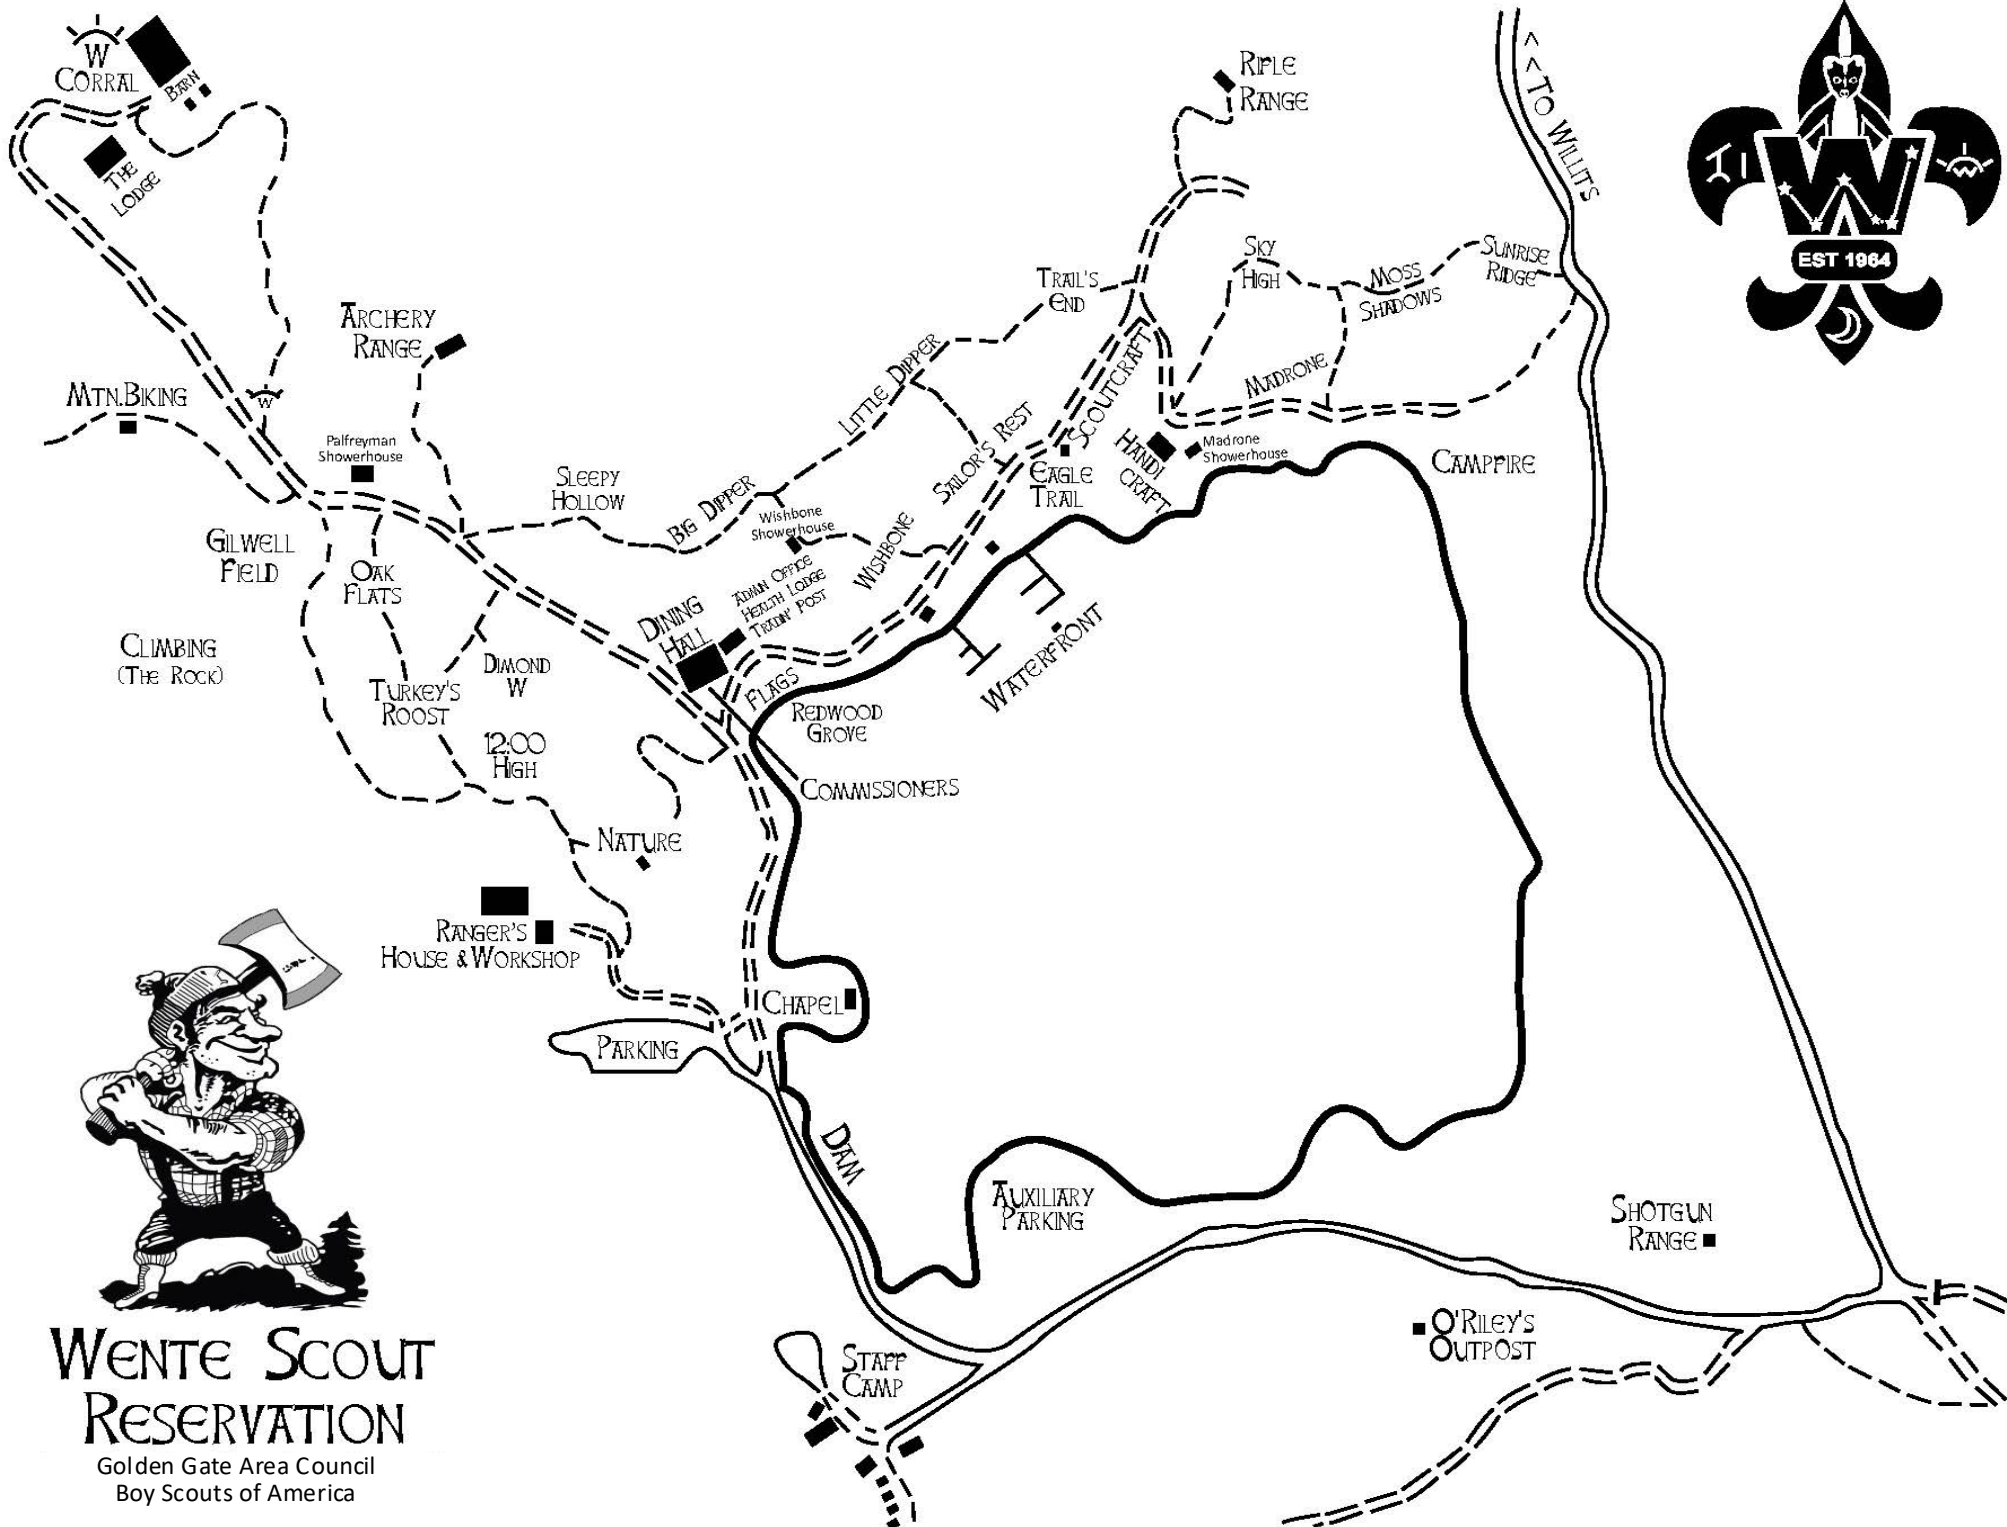 W
CORRAL
BARN
THE
LODGE
RIFLE
RANGE
< < TO WILLITS
W
EST 1964
ARCHERY
RANGE
MTN. BIKING
W
Palfreyman
Showerhouse
SLEEPY
HOLLOW
BIG DIPPER
LITTLE DIPPER
TRAIL'S
END
SKY
HIGH
MOSS
SHADOWS
SUNRISE
RIDGE
MADRONE
SCOUTCRAFT
SAILOR'S REST
EAGLE
TRAIL
HANDI
CRAFT
Madrone
Showerhouse
CAMPFIRE
Wishbone
Showerhouse
WISHBONE
GILWELL
FIELD
OAK
FLATS
CLIMBING
(THE ROCK)
TURKEY'S
ROOST
DIMOND
W
DINING
HALL
ADMIN OFFICE
HEALTH LODGE
TRADIN' POST
FLAGS
REDWOOD
GROVE
WATERFRONT
12:00
HIGH
COMMISSIONERS
NATURE
RANGER'S
HOUSE & WORKSHOP
CHAPEL
PARKING
DAM
AUXILIARY
PARKING
SHOTGUN
RANGE
O'RILEY'S
OUTPOST
STAFF
CAMP
WENTE SCOUT
RESERVATION
Golden Gate Area Council
Boy Scouts of America